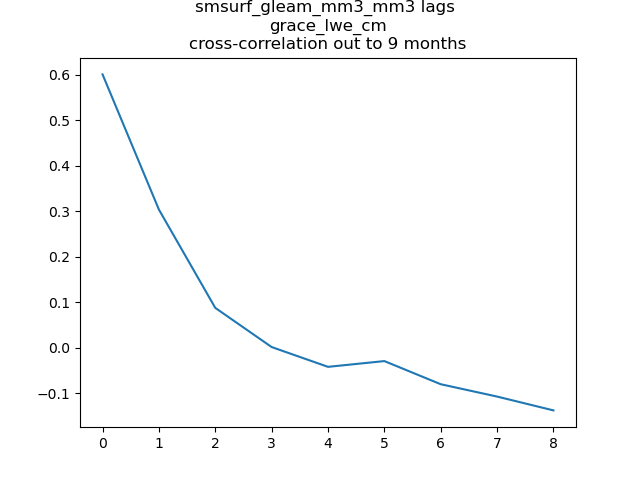 smsurf_gleam_mm3_mm3 lags
grace_lwe_cm
cross-correlation out to 9 months
0.6
0.5
0.4
0.3
0.2
0.1
0.0
−0.1
0 1 2 3 4 5 6 7 8